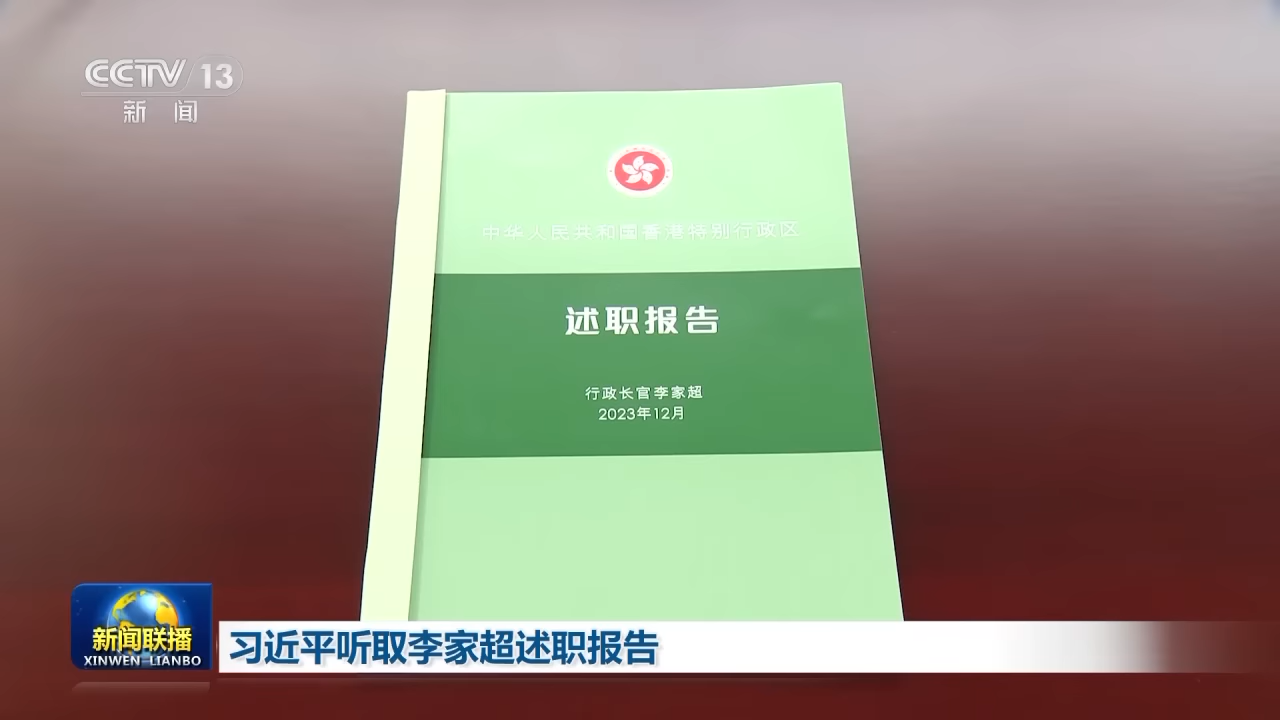 CCTV 13
新闻
中华人民共和国香港特别行政区
述职报告
行政长官李家超
2023年12月
新闻联播
XINWEN LIANBO
习近平听取李家超述职报告